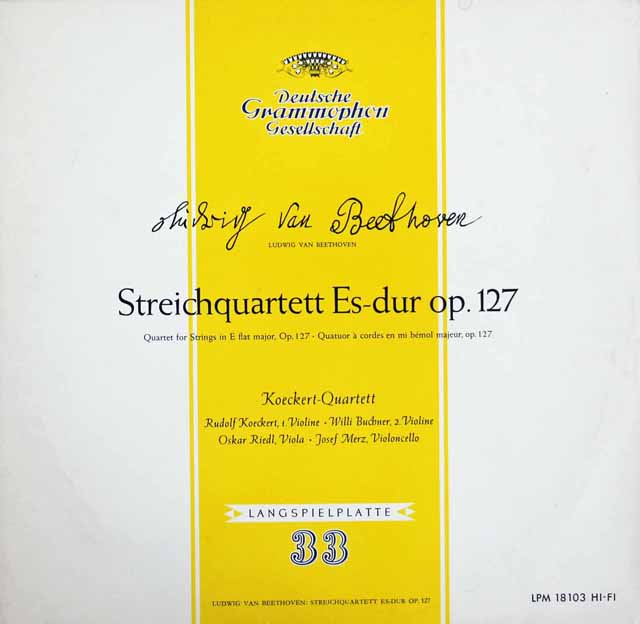 Deutsche
Grammophon
Gesellschaft
Ludwig van Beethoven
LUDWIG VAN BEETHOVEN
Streichquartett Es-dur op. 127
Quartet for Strings in E flat major, Op. 127 - Quatuor à cordes en mi bémol majeur, op. 127
Koeckert-Quartett
Rudolf Koeckert, 1. Violine • Willi Buchner, 2. Violine
Oskar Riedl, Viola • Josef Merz, Violoncello
LANGSPIELPLATTE
33
LUDWIG VAN BEETHOVEN: STREICHQUARTETT ES-DUR OP. 127
LPM 18103 HI-FI